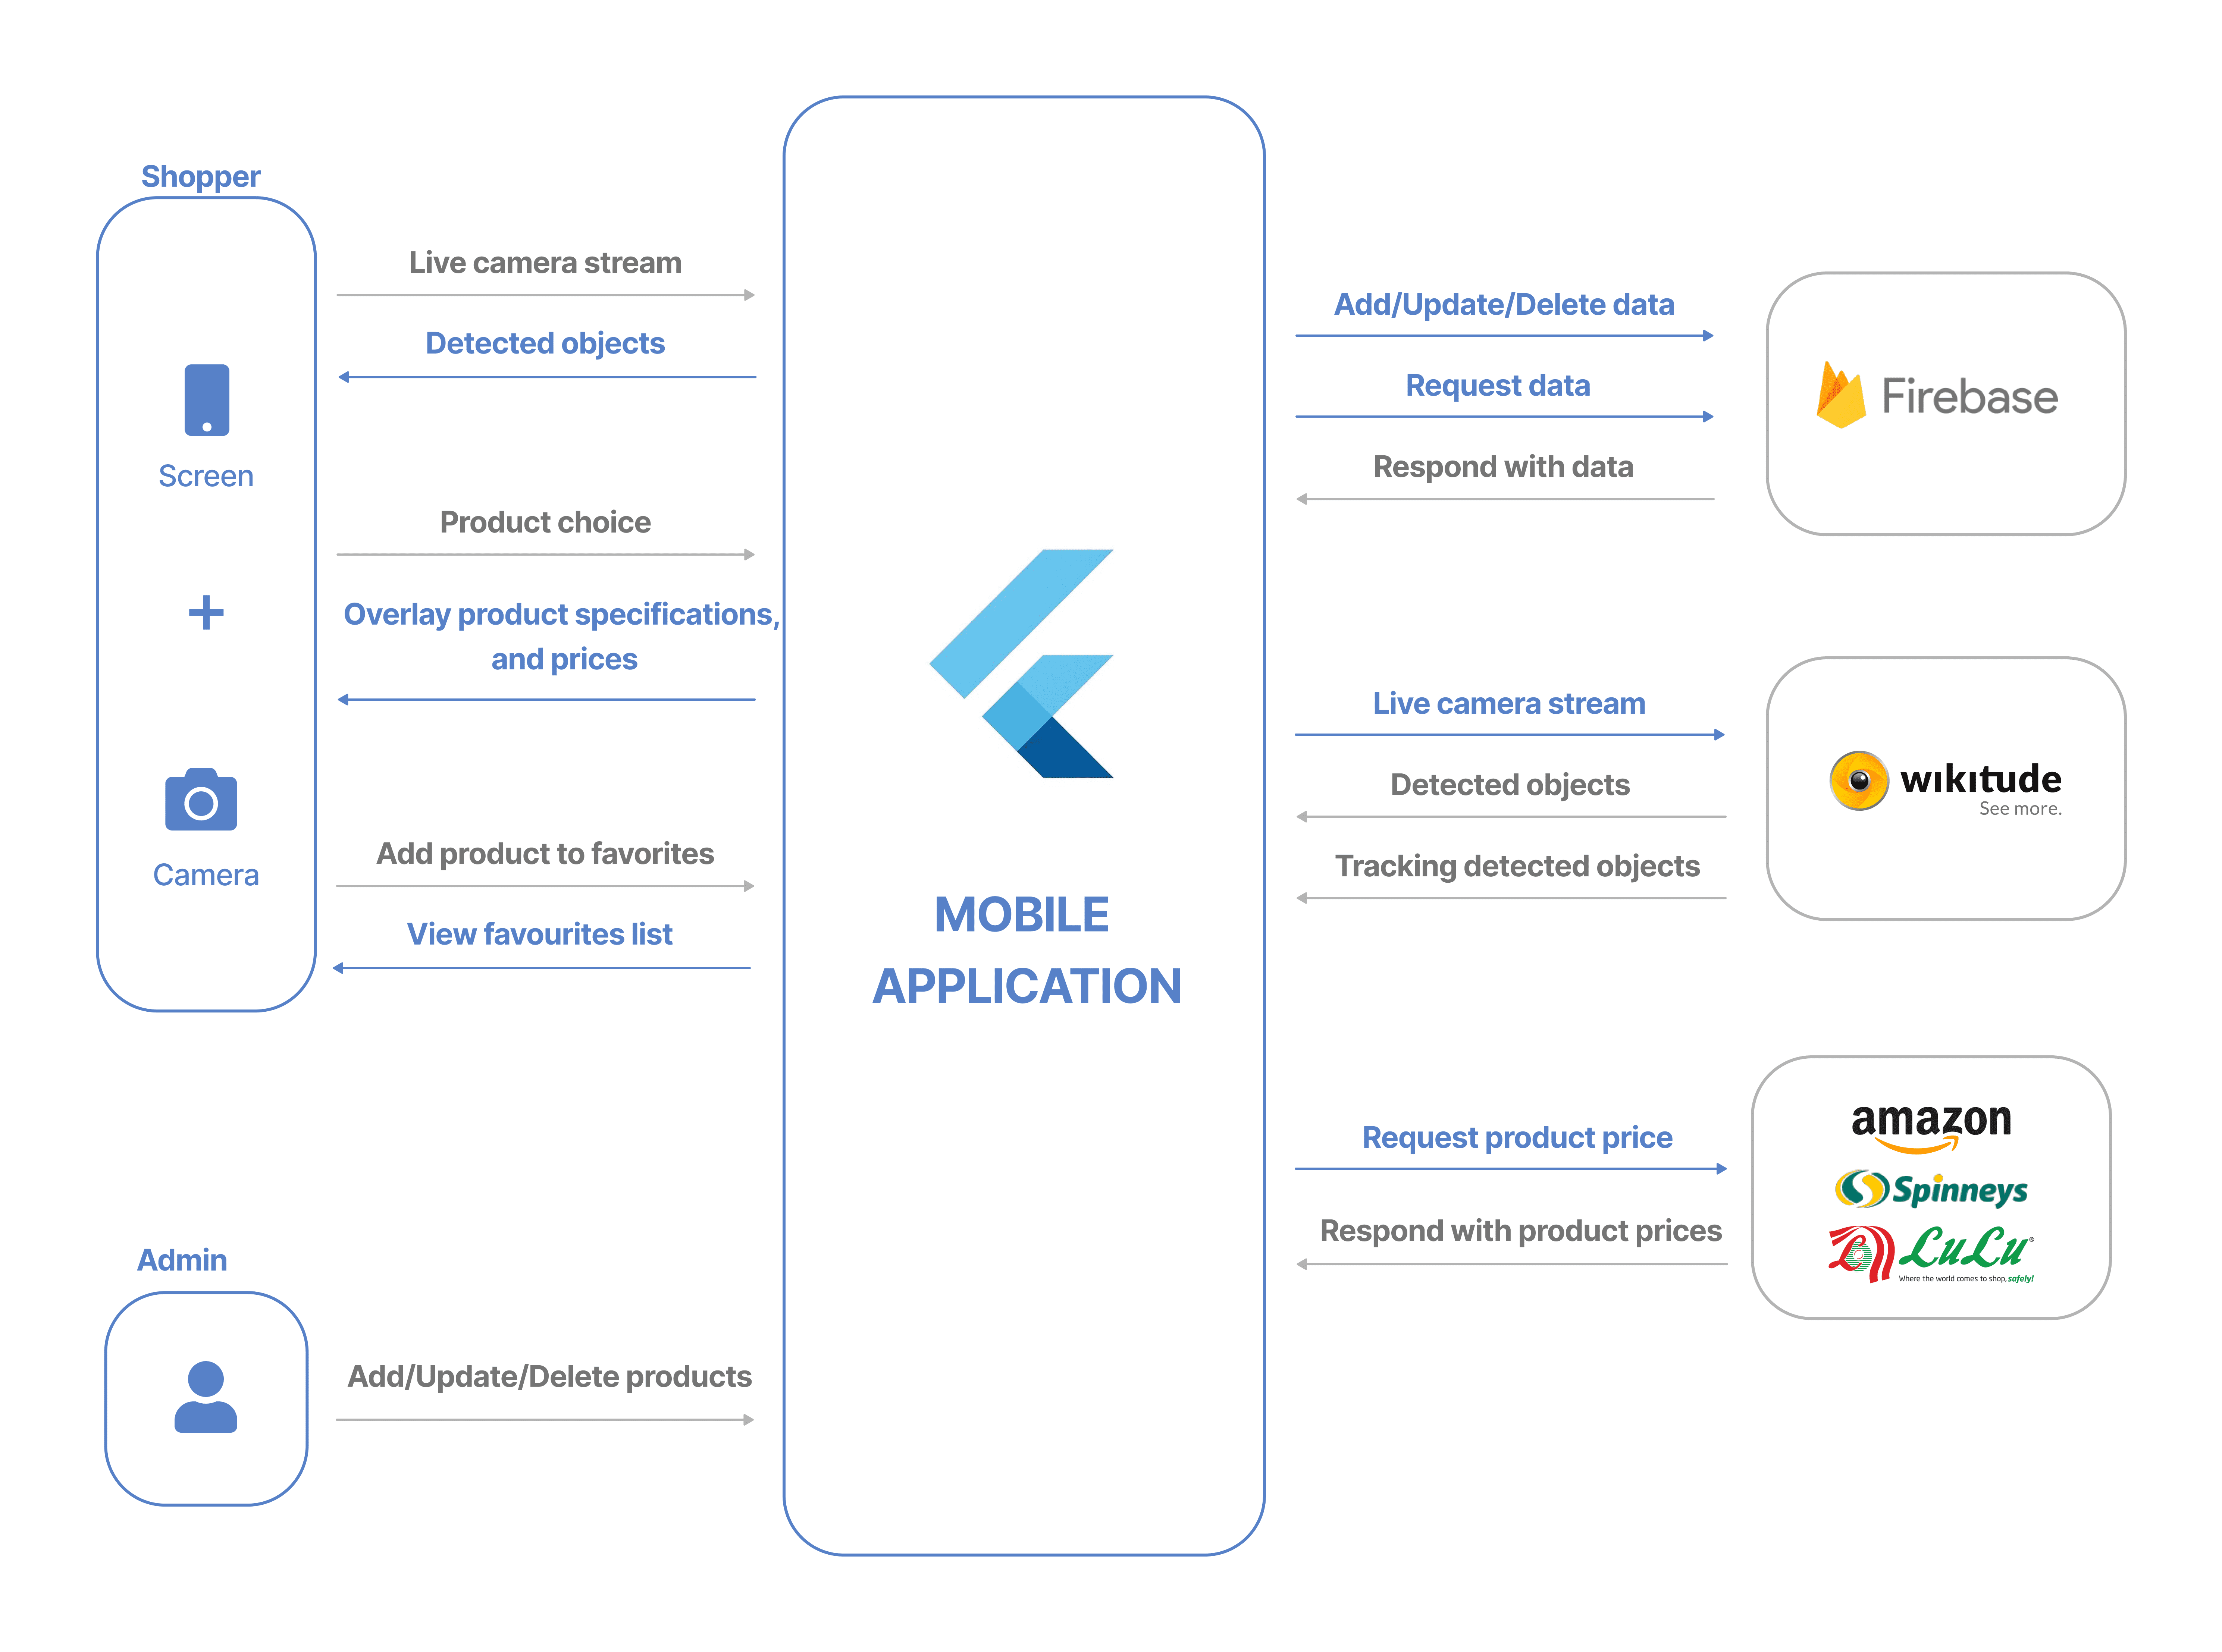 Shopper
Screen
+
Camera
Live camera stream
Detected objects
Product choice
Overlay product specifications,
and prices
Add product to favorites
View favourites list
Admin
Add/Update/Delete products
MOBILE
APPLICATION
Add/Update/Delete data
Request data
Respond with data
Firebase
Live camera stream
Detected objects
Tracking detected objects
wikitude
See more.
Request product price
Respond with product prices
amazon
Spinneys
LuLu®
Where the world comes to shop, safely!